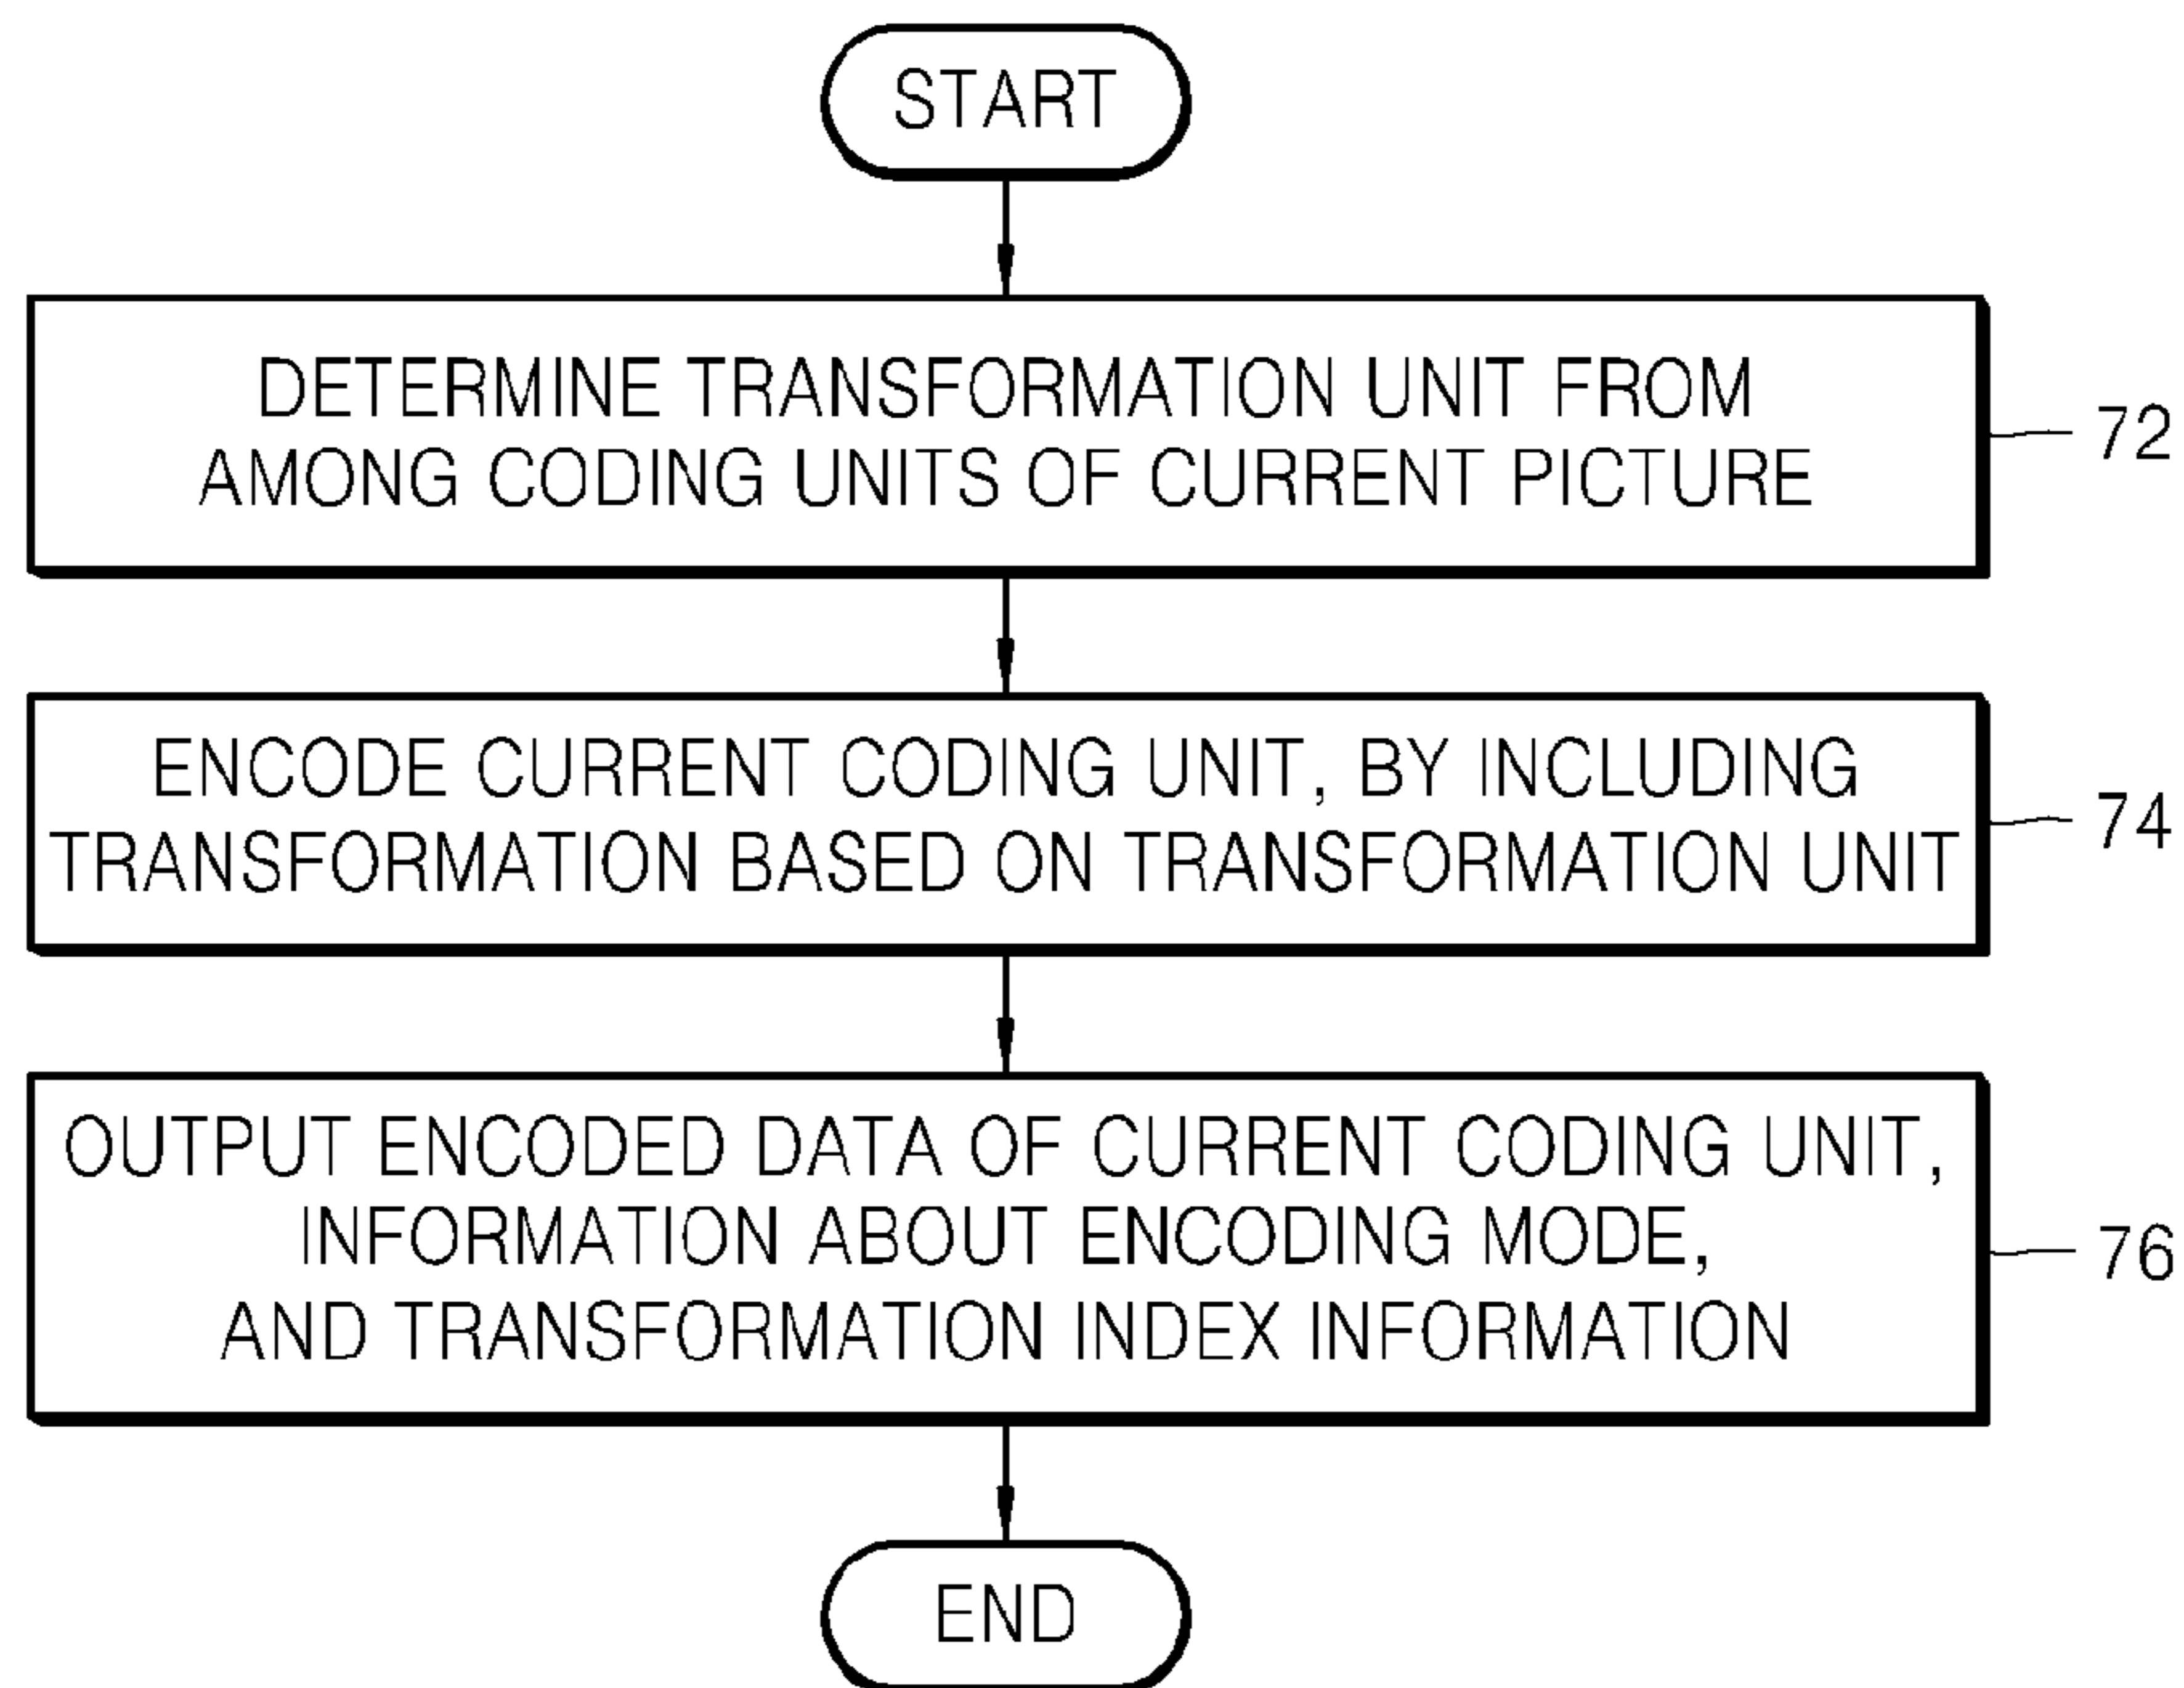 START
DETERMINE TRANSFORMATION UNIT FROM
AMONG CODING UNITS OF CURRENT PICTURE
72
ENCODE CURRENT CODING UNIT, BY INCLUDING
TRANSFORMATION BASED ON TRANSFORMATION UNIT
74
OUTPUT ENCODED DATA OF CURRENT CODING UNIT,
INFORMATION ABOUT ENCODING MODE,
AND TRANSFORMATION INDEX INFORMATION
76
END